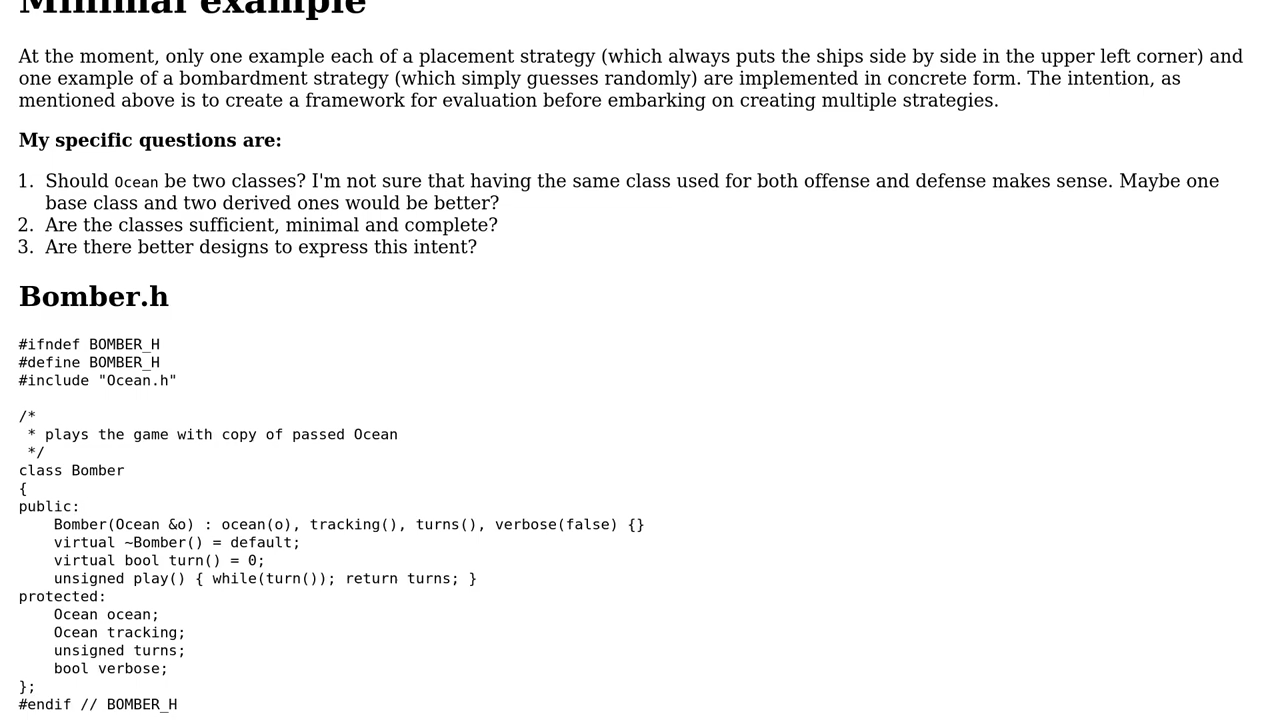 Minimal example
At the moment, only one example each of a placement strategy (which always puts the ships side by side in the upper left corner) and
one example of a bombardment strategy (which simply guesses randomly) are implemented in concrete form. The intention, as
mentioned above is to create a framework for evaluation before embarking on creating multiple strategies.
My specific questions are:
1. Should Ocean be two classes? I'm not sure that having the same class used for both offense and defense makes sense. Maybe one
base class and two derived ones would be better?
2. Are the classes sufficient, minimal and complete?
3. Are there better designs to express this intent?
Bomber.h
#ifndef BOMBER_H
#define BOMBER_H
#include "Ocean.h"
/*
 * plays the game with copy of passed Ocean
 */
class Bomber
{
public:
    Bomber(Ocean &o) : ocean(o), tracking(), turns(), verbose(false) {}
    virtual ~Bomber() = default;
    virtual bool turn() = 0;
    unsigned play() { while(turn()); return turns; }
protected:
    Ocean ocean;
    Ocean tracking;
    unsigned turns;
    bool verbose;
};
#endif // BOMBER_H